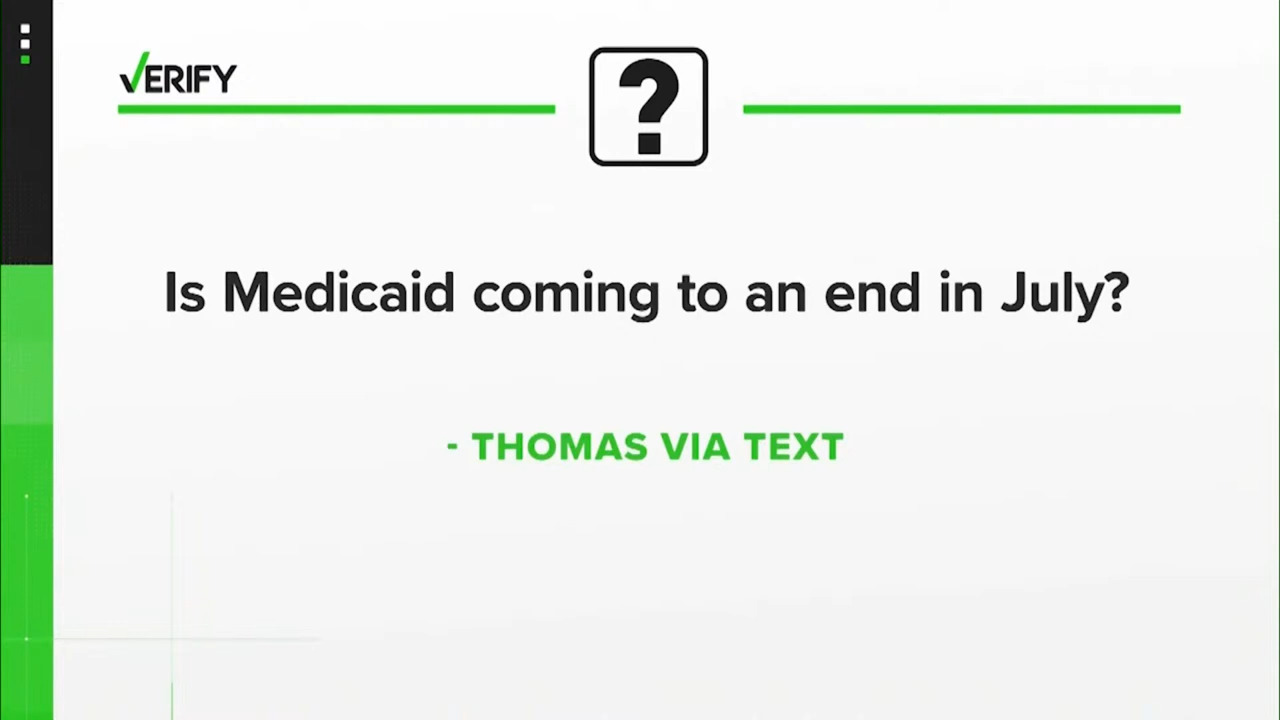 VERIFY
?
Is Medicaid coming to an end in July?
- THOMAS VIA TEXT